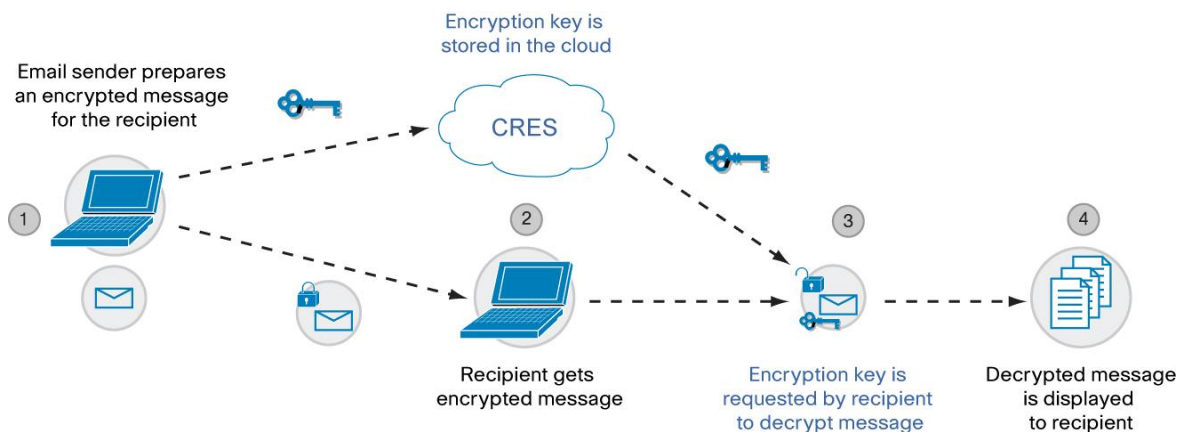 Encryption key is
stored in the cloud
Email sender prepares
an encrypted message
for the recipient
CRES
1
2
3
4
Recipient gets
encrypted message
Encryption key is
requested by recipient
to decrypt message
Decrypted message
is displayed
to recipient